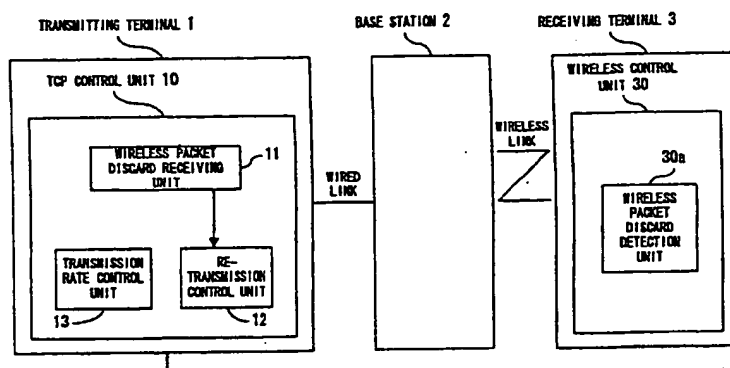 TRANSMITTING TERMINAL 1
BASE STATION 2
RECEIVING TERMINAL 3
TCP CONTROL UNIT 10
WIRELESS CONTROL
UNIT 30
WIRELESS PACKET
DISCARD RECEIVING
UNIT
11
WIRED
LINK
WIRELESS
LINK
30a
WIRELESS
PACKET
DISCARD
DETECTION
UNIT
TRANSMISSION
RATE CONTROL
UNIT
13
RE-
TRANSMISSION
CONTROL UNIT
12